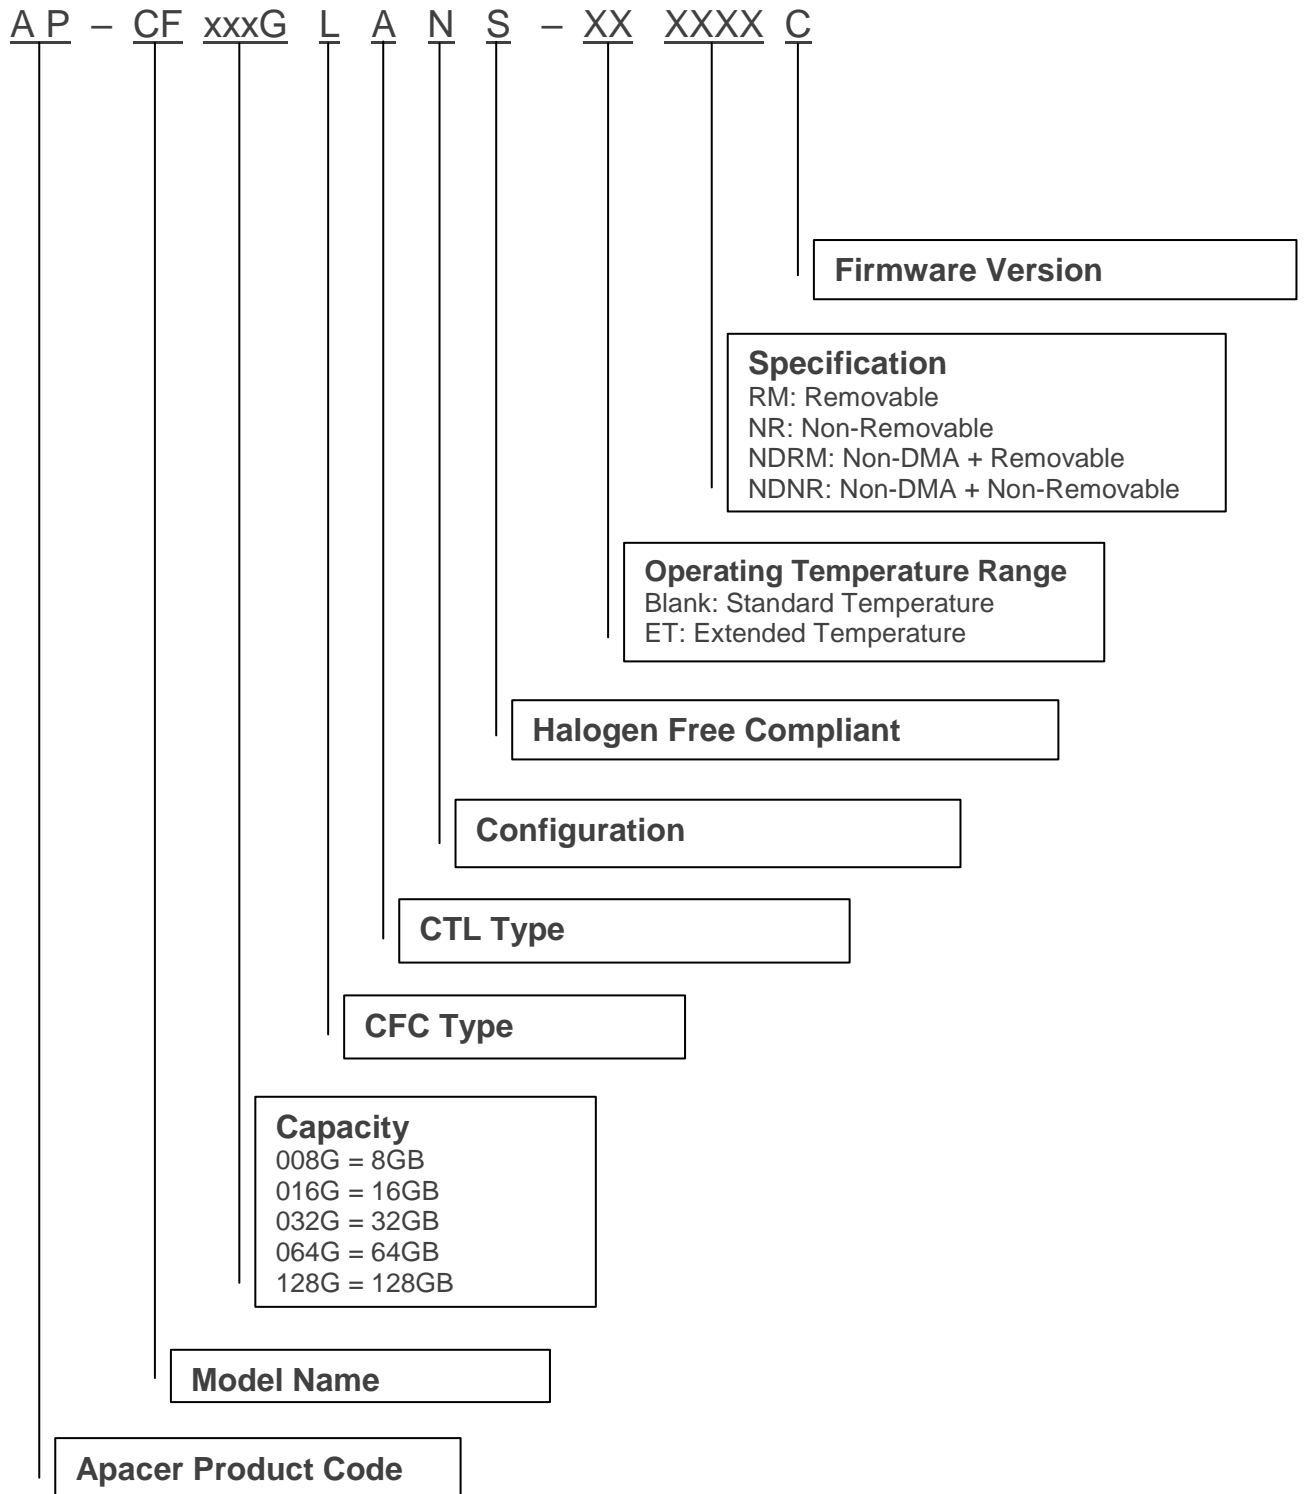 A P – CF xxxG L A N S – XX XXXX C
Firmware Version
Specification
RM: Removable
NR: Non-Removable
NDRM: Non-DMA + Removable
NDNR: Non-DMA + Non-Removable
Operating Temperature Range
Blank: Standard Temperature
ET: Extended Temperature
Halogen Free Compliant
Configuration
CTL Type
CFC Type
Capacity
008G = 8GB
016G = 16GB
032G = 32GB
064G = 64GB
128G = 128GB
Model Name
Apacer Product Code